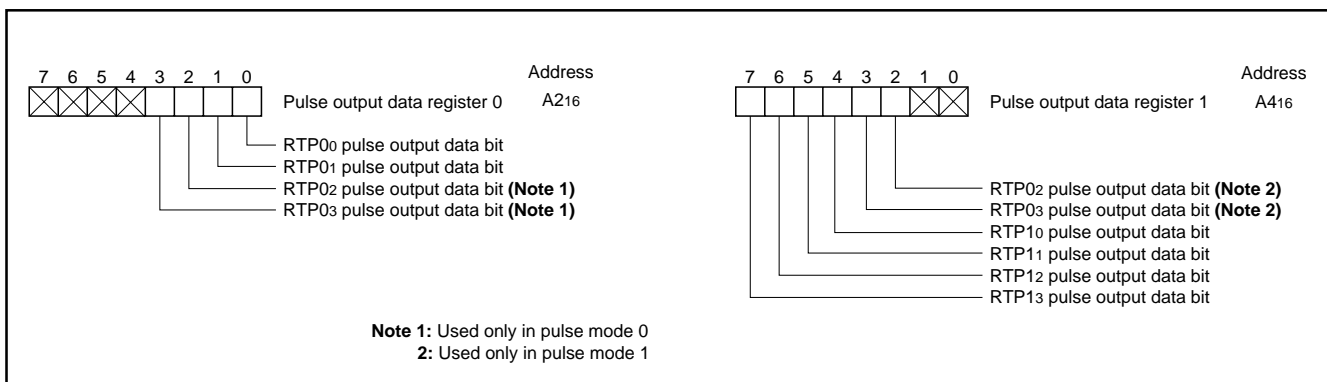 7 6 5 4 3 2 1 0 Address
Pulse output data register 0 A216
RTP00 pulse output data bit
RTP01 pulse output data bit
RTP02 pulse output data bit (Note 1)
RTP03 pulse output data bit (Note 1)
7 6 5 4 3 2 1 0 Address
Pulse output data register 1 A416
RTP02 pulse output data bit (Note 2)
RTP03 pulse output data bit (Note 2)
RTP10 pulse output data bit
RTP11 pulse output data bit
RTP12 pulse output data bit
RTP13 pulse output data bit
Note 1: Used only in pulse mode 0
2: Used only in pulse mode 1